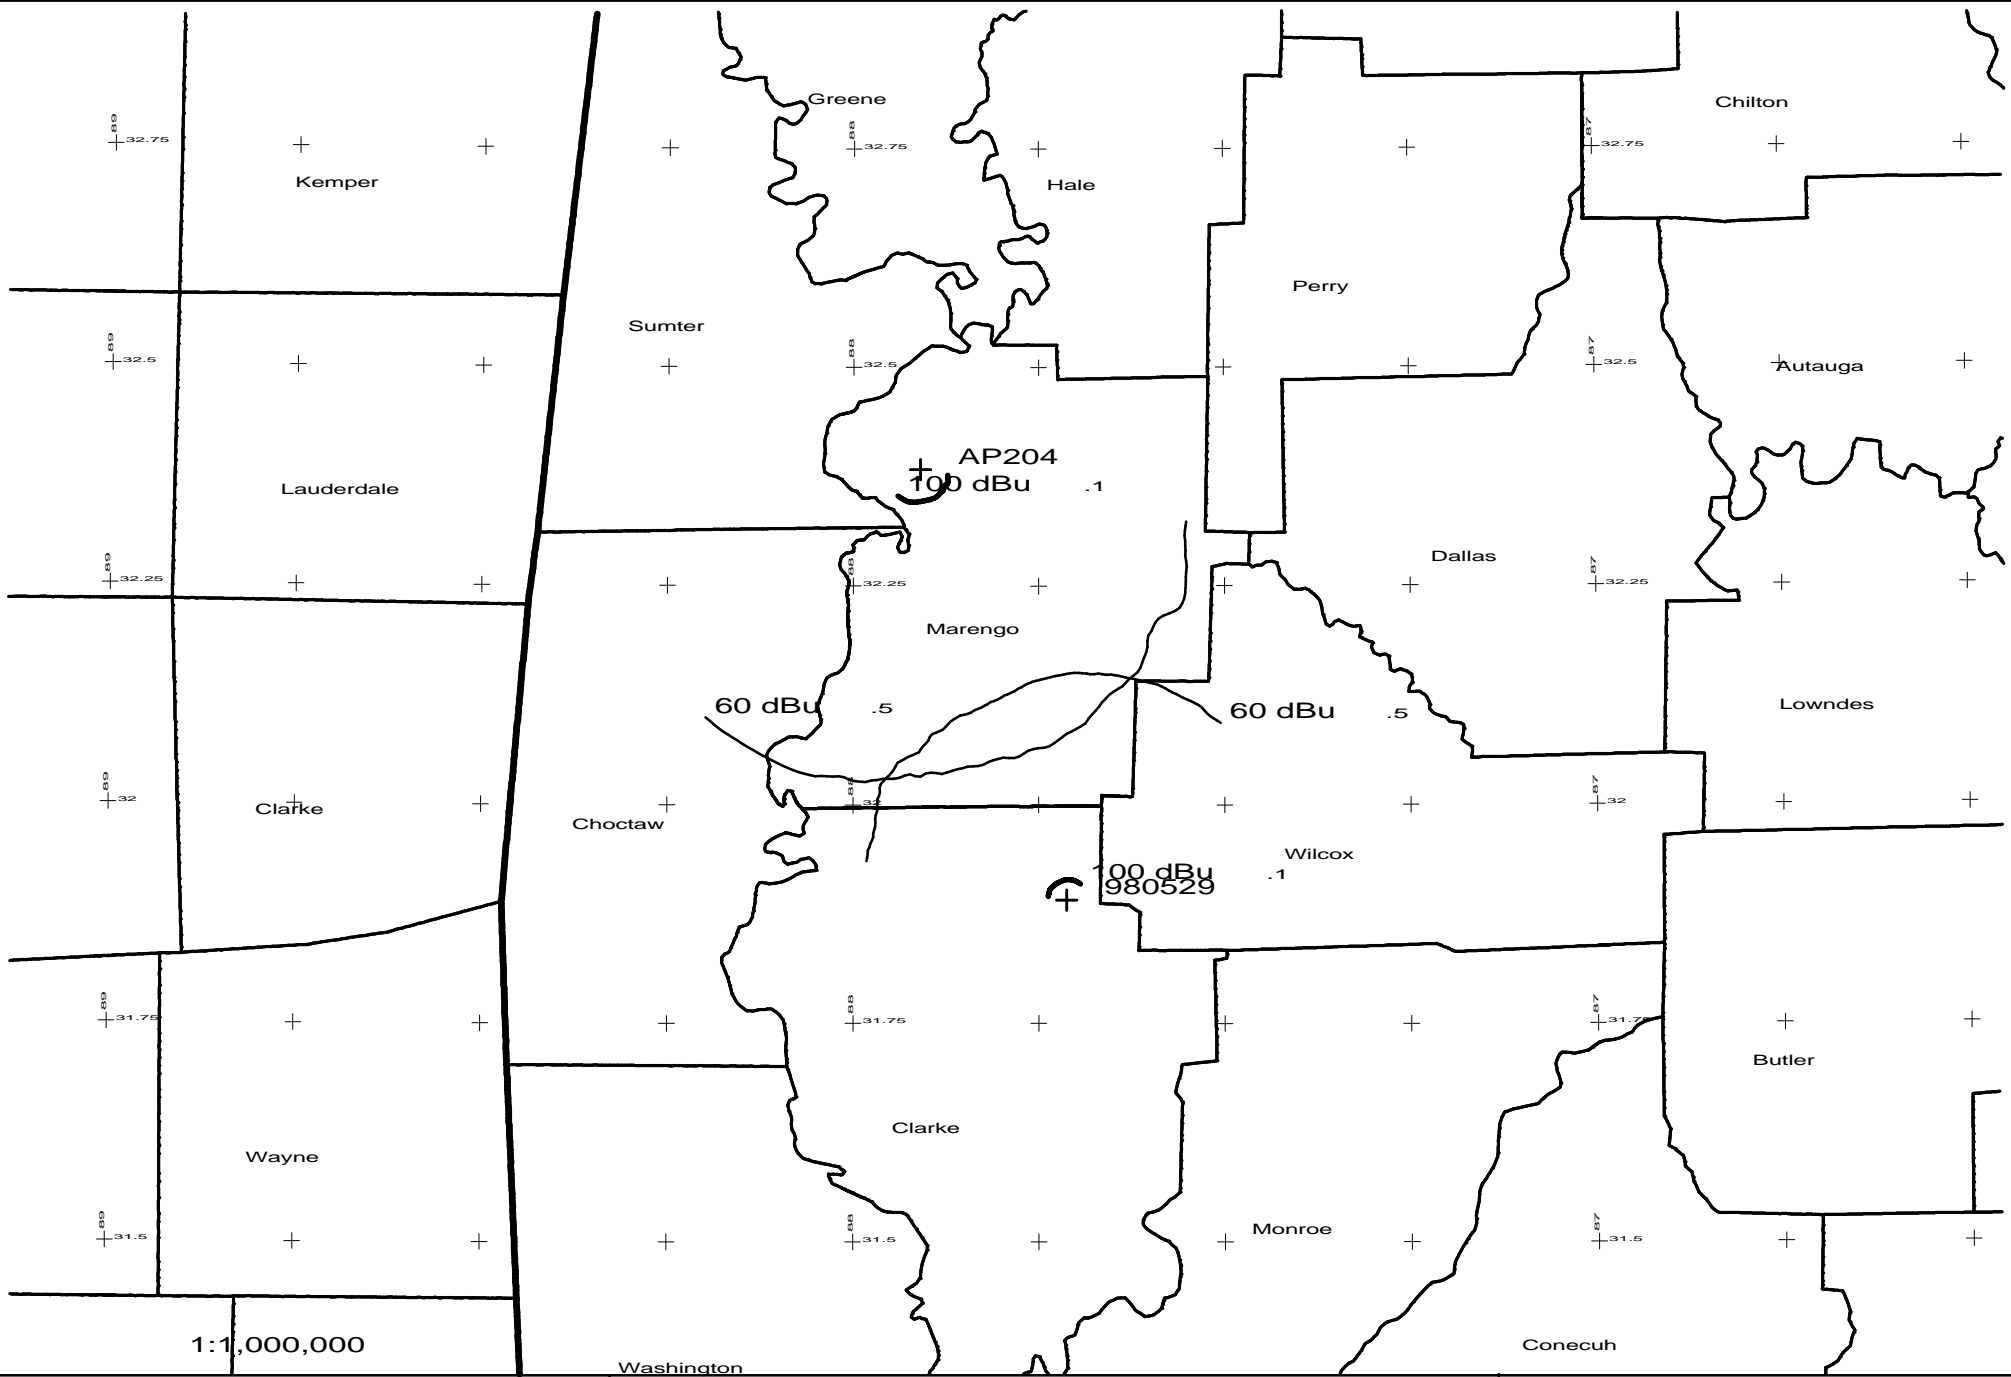 Greene
Chilton
89
32.75
88
32.75
87
32.75
Kemper
Hale
Perry
Sumter
89
32.5
88
32.5
87
32.5
Autauga
AP204
100 dBu .1
Lauderdale
Dallas
89
32.25
88
32.25
87
32.25
Marengo
60 dBu .5
60 dBu .5
Lowndes
89
32
88
32
87
32
Clarke
Choctaw
Wilcox
100 dBu .1
980529
89
31.75
88
31.75
87
31.75
Butler
Clarke
Wayne
Monroe
89
31.5
88
31.5
87
31.5
1:1,000,000
Conecuh
Washington